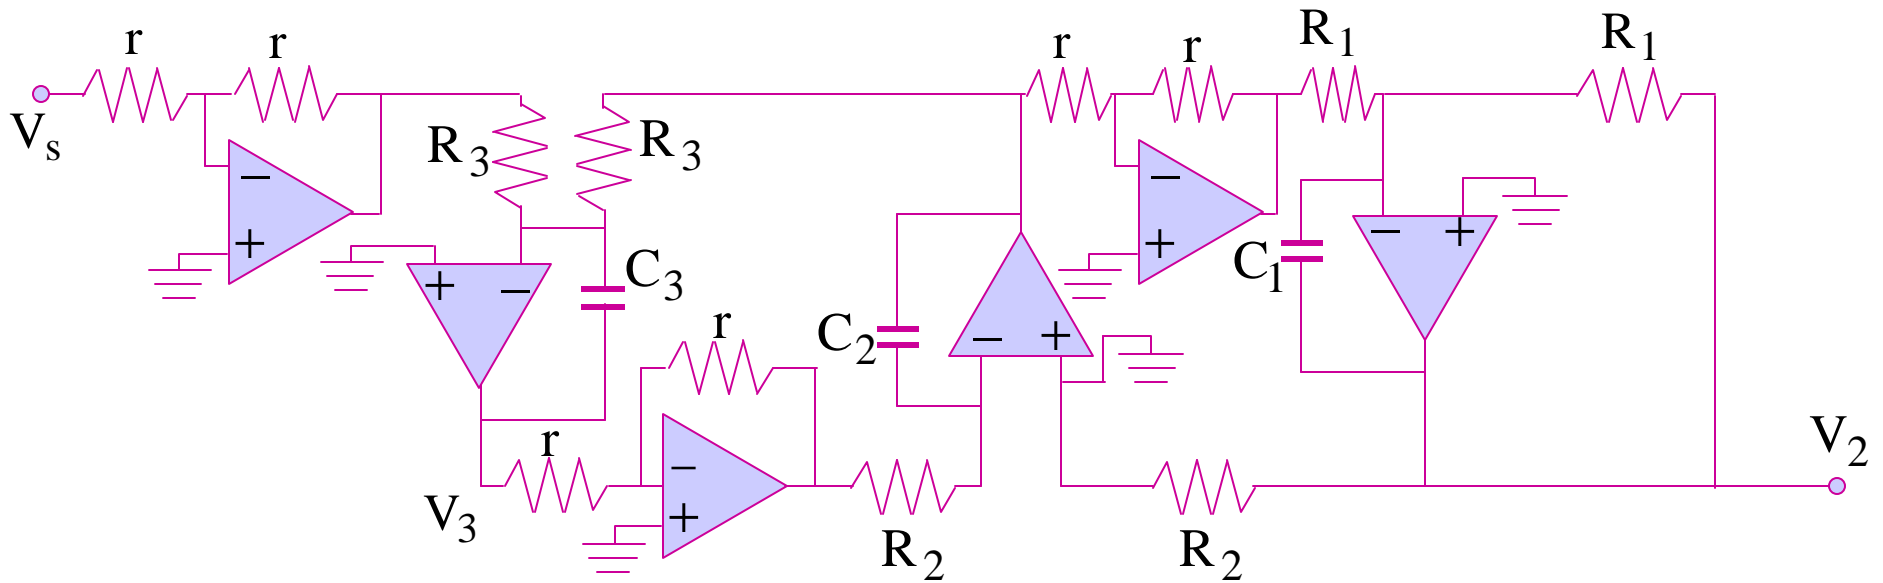 r
r
r
r
R1
R1
Vs
R3
R3
−
+
−
+
−
+
C1
+
−
C3
r
C2
−
+
r
V3
−
+
V2
R2
R2